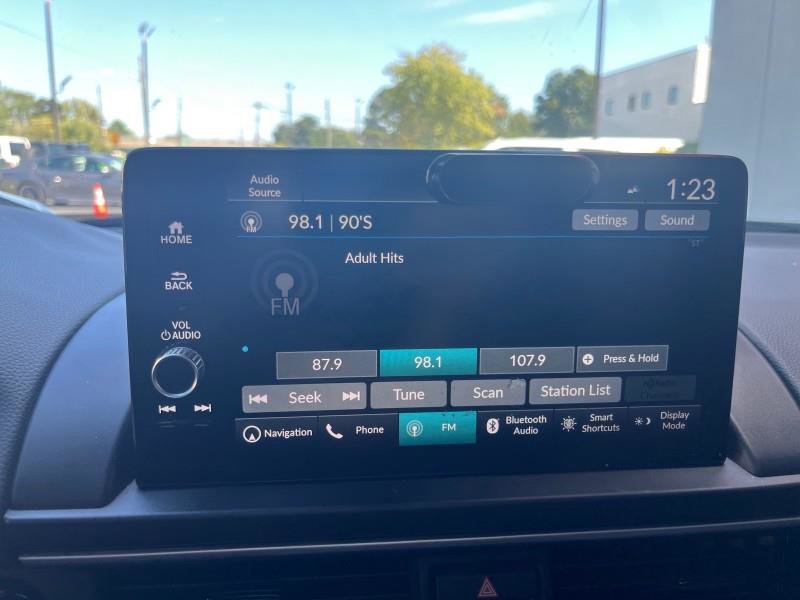 Audio
Source
1:23
FM
98.1 | 90'S
Settings
Sound
ST
HOME
Adult Hits
BACK
FM
VOL
AUDIO
87.9
98.1
107.9
Press & Hold
Seek
Tune
Scan
Station List
Navigation
Phone
FM
Bluetooth
Audio
Smart
Shortcuts
Display
Mode